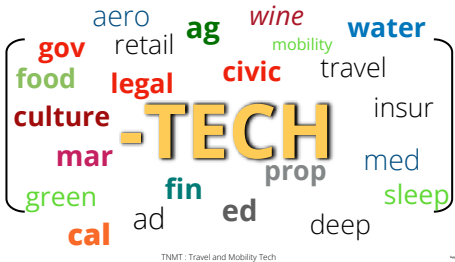 aero
wine
ag
water
gov
retail
mobility
food
legal
civic
travel
culture
-TECH
insur
mar
prop
med
green
fin
sleep
ad
ed
deep
cal
TNMT : Travel and Mobility Tech